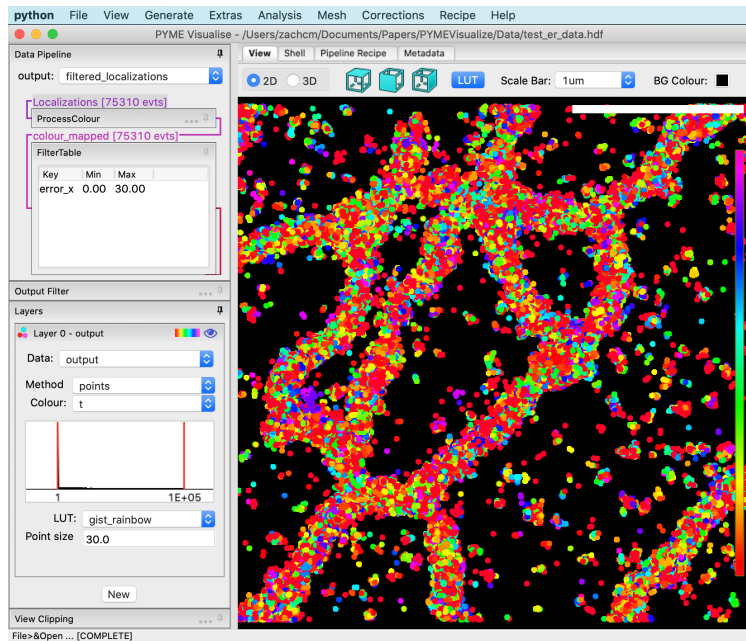 python File View Generate Extras Analysis Mesh Corrections Recipe Help
PYME Visualise - /Users/zachcm/Documents/Papers/PYMEVisualize/Data/test_er_data.hdf
Data Pipeline
View Shell Pipeline Recipe Metadata
output: filtered_localizations
2D 3D LUT Scale Bar: 1um BG Colour:
Localizations [75310 evts]
ProcessColour
colour_mapped [75310 evts]
FilterTable
Key Min Max
error_x 0.00 30.00
Output Filter
Layers
Layer 0 - output
Data: output
Method points
Colour: t
1 1E+05
LUT: gist_rainbow
Point size 30.0
New
View Clipping
File>&Open ... [COMPLETE]